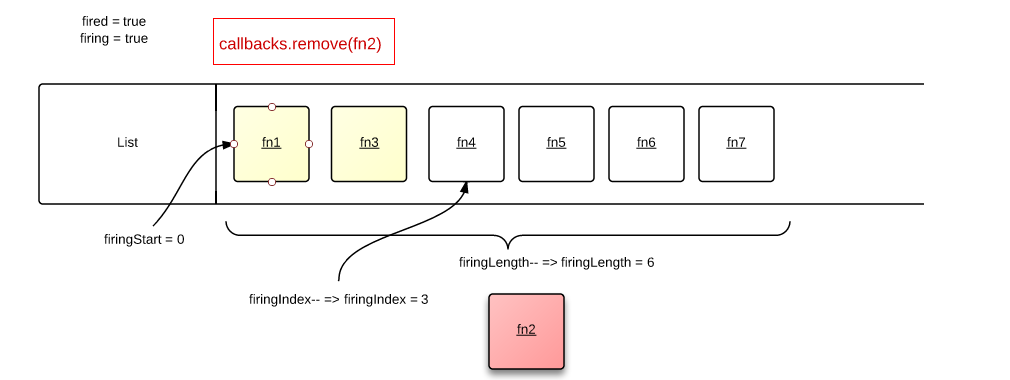 fired = true
firing = true
callbacks.remove(fn2)
List
fn1
fn3
fn4
fn5
fn6
fn7
firingStart = 0
firingLength-- => firingLength = 6
firingIndex-- => firingIndex = 3
fn2